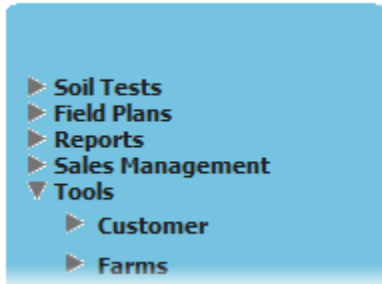 Soil Tests
Field Plans
Reports
Sales Management
Tools
Customer
Farms